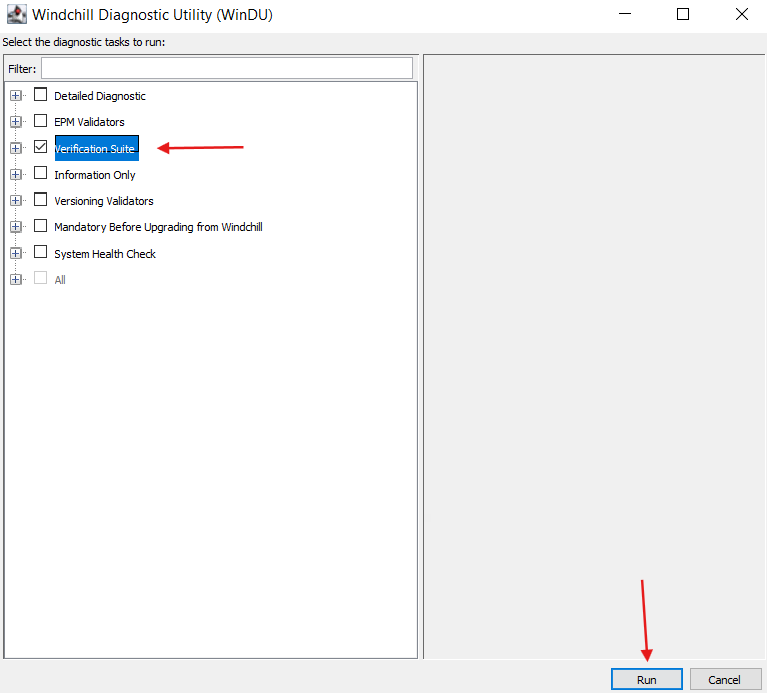 Windchill Diagnostic Utility (WinDU)
Select the diagnostic tasks to run:
Filter:
Detailed Diagnostic
EPM Validators
Verification Suite
Information Only
Versioning Validators
Mandatory Before Upgrading from Windchill
System Health Check
All
Run Cancel